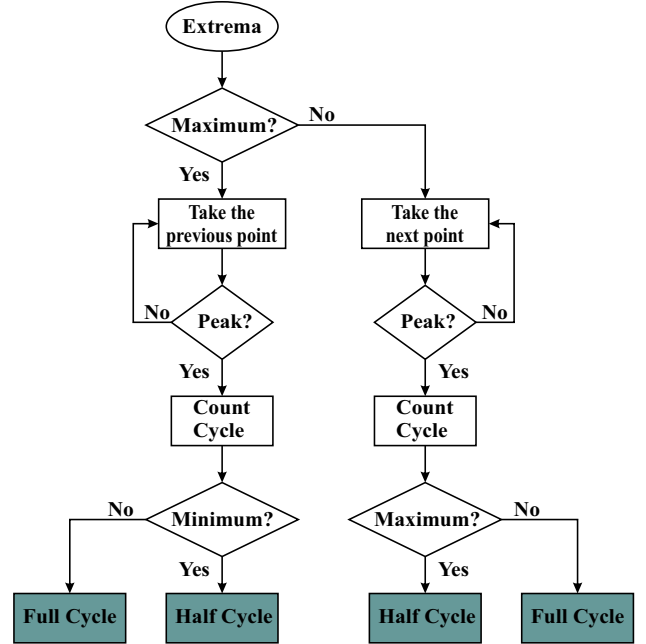 Extrema
Maximum?
No
Yes
Take the
previous point
Take the
next point
No
Peak?
Peak?
No
Yes
Yes
Count
Cycle
Count
Cycle
No
Minimum?
Maximum?
No
Yes
Yes
Full Cycle
Half Cycle
Half Cycle
Full Cycle